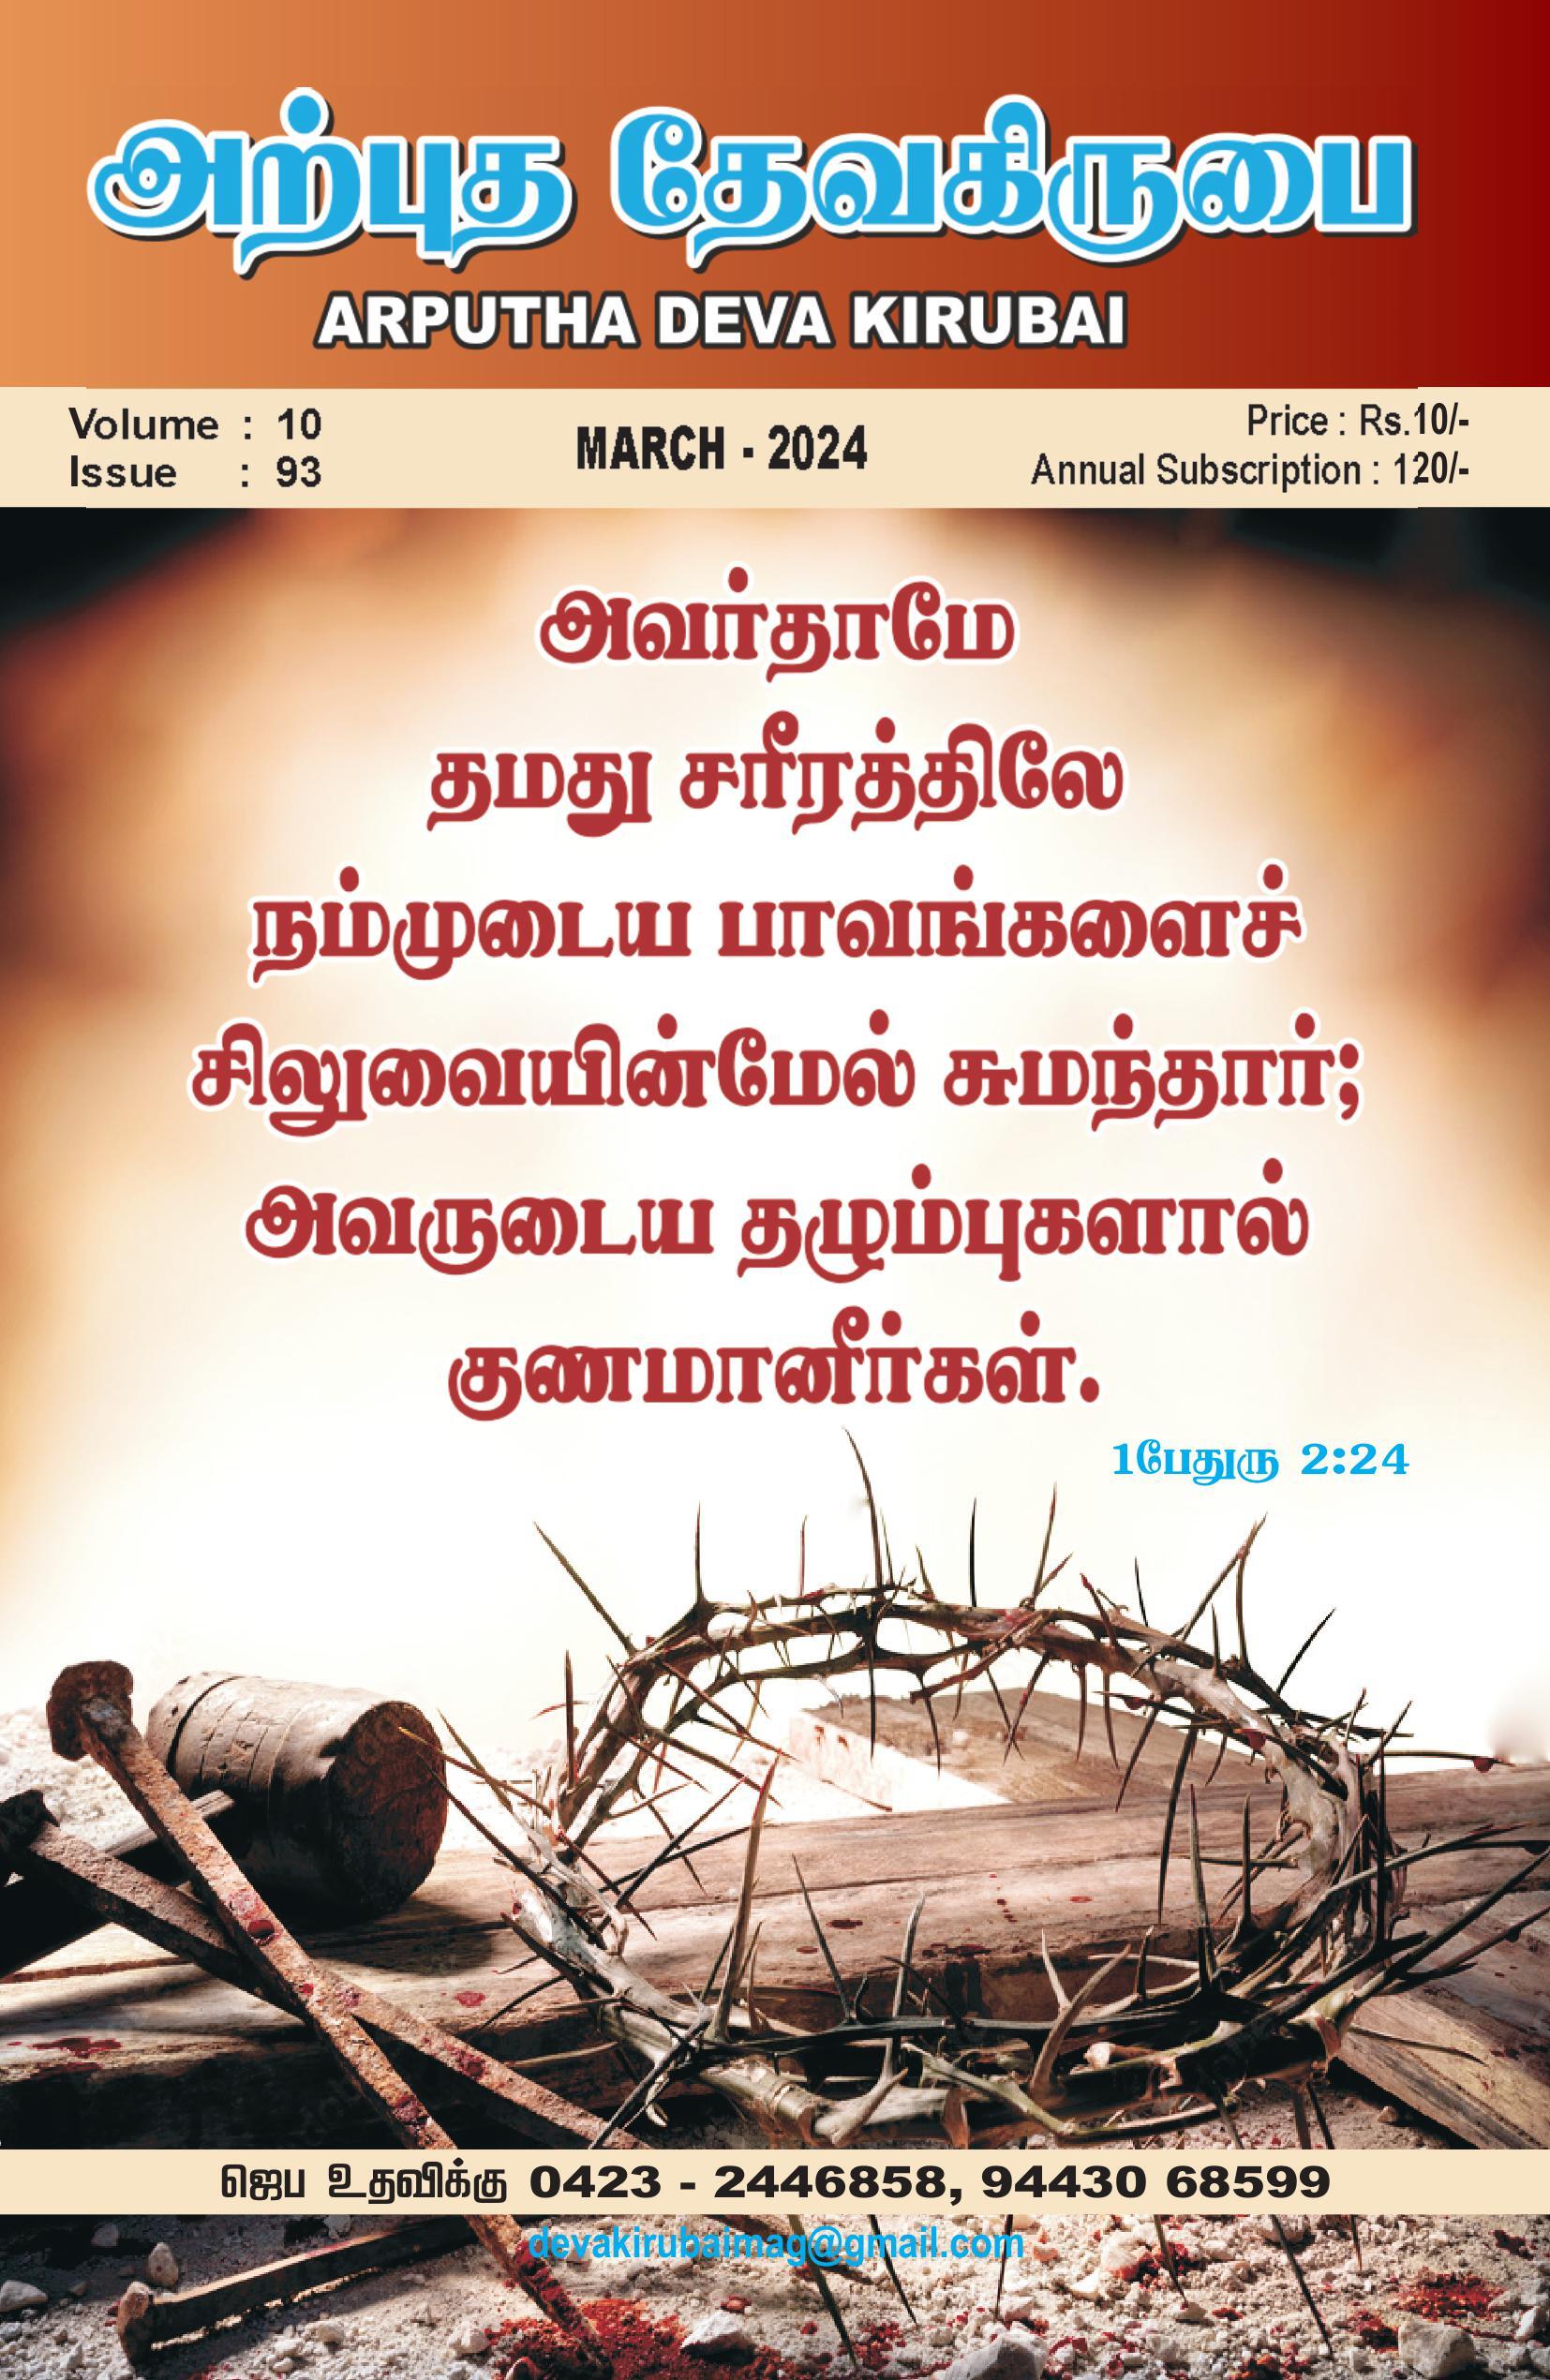 அற்புத தேவகிருபை
ARPUTHA DEVA KIRUBAI
Volume : 10
Issue : 93
MARCH - 2024
Price : Rs.10/-
Annual Subscription : 120/-
அவர்தாமே
தமது சரீரத்திலே
நம்முடைய பாவங்களைச்
சிலுவையின்மேல் சுமந்தார்;
அவருடைய தழும்புகளால்
குணமானீர்கள்.
1பேதுரு 2:24
ஜெப உதவிக்கு 0423 - 2446858, 94430 68599
devakirubaimag@gmail.com